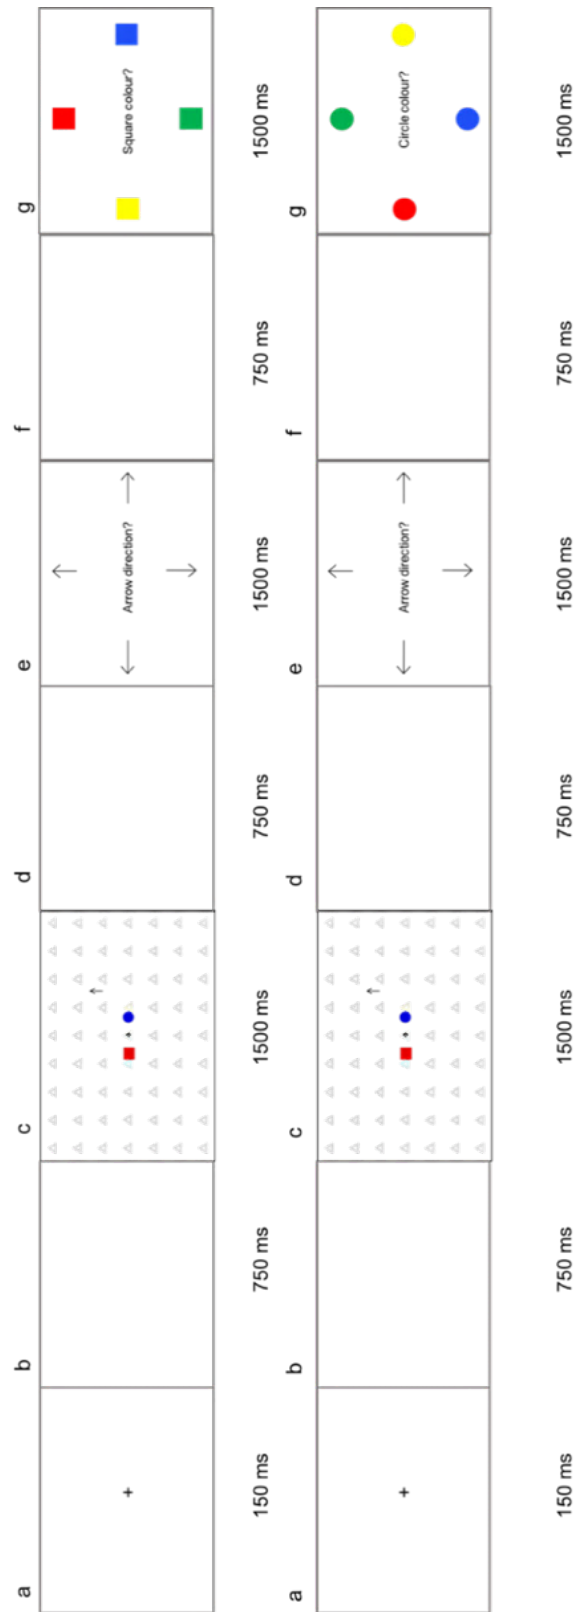 a b c d e f g
+
Arrow direction?
Square colour?
150 ms 750 ms 1500 ms 750 ms 1500 ms 750 ms 1500 ms
a b c d e f g
+
Arrow direction?
Circle colour?
150 ms 750 ms 1500 ms 750 ms 1500 ms 750 ms 1500 ms